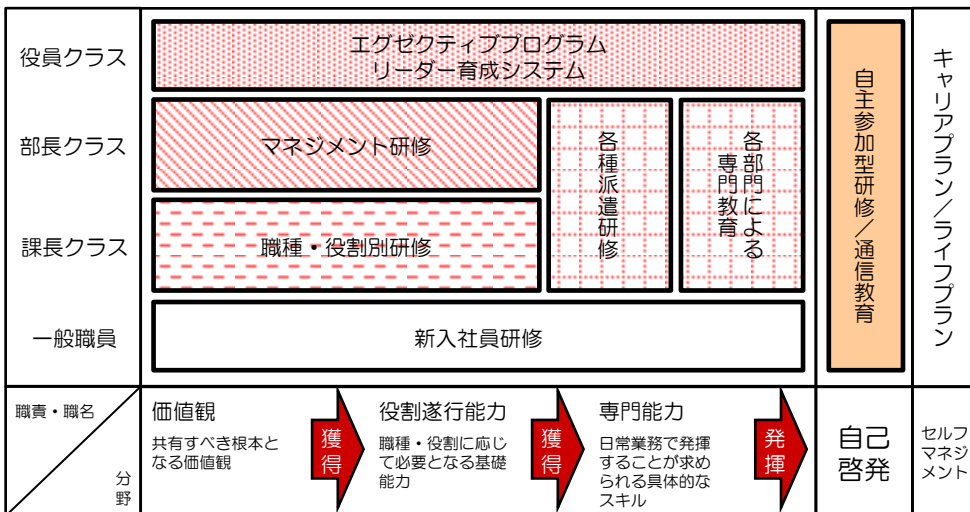 役員クラス
エグゼクティブプログラム
リーダー育成システム
部長クラス
マネジメント研修
各種派遣研修
各部門による
専門教育
課長クラス
職種・役割別研修
一般職員
新入社員研修
自主参加型研修／通信教育
キャリアプラン／ライフプラン
職責・職名
分野
価値観
共有すべき根本と
なる価値観
獲得
役割遂行能力
職種・役割に応じ
て必要となる基礎
能力
獲得
専門能力
日常業務で発揮
することが求め
られる具体的な
スキル
発揮
自己
啓発
セルフ
マネジ
メント